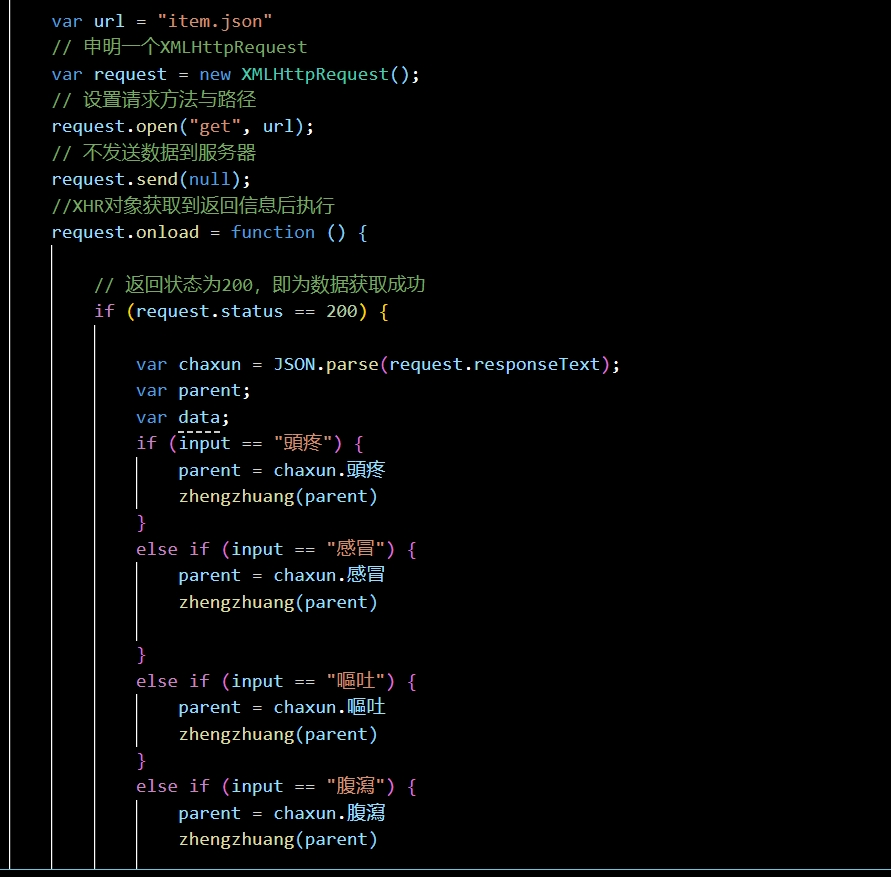 var url = "item.json"
// 申明一个XMLHttpRequest
var request = new XMLHttpRequest();
// 设置请求方法与路径
request.open("get", url);
// 不发送数据到服务器
request.send(null);
//XHR对象获取到返回信息后执行
request.onload = function () {
// 返回状态为200，即为数据获取成功
if (request.status == 200) {
var chaxun = JSON.parse(request.responseText);
var parent;
var data;
if (input == "頭疼") {
parent = chaxun.頭疼
zhengzhuang(parent)
}
else if (input == "感冒") {
parent = chaxun.感冒
zhengzhuang(parent)
}
else if (input == "嘔吐") {
parent = chaxun.嘔吐
zhengzhuang(parent)
}
else if (input == "腹瀉") {
parent = chaxun.腹瀉
zhengzhuang(parent)